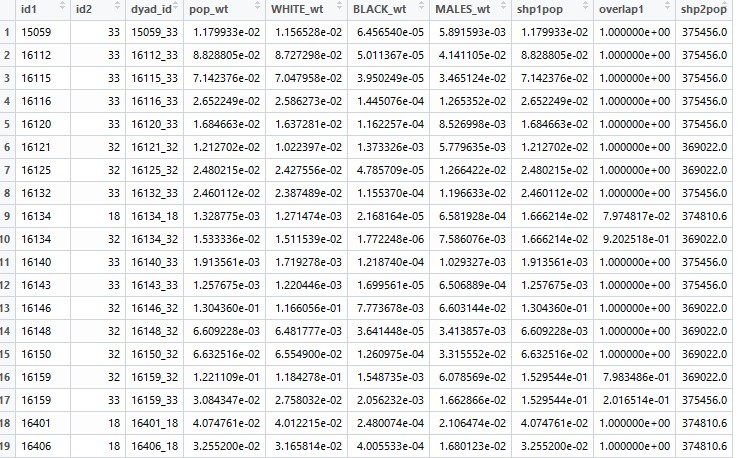 id1 id2 dyad_id pop_wt WHITE_wt BLACK_wt MALES_wt shp1pop overlap1 shp2pop
1 15059 33 15059_33 1.179933e-02 1.156528e-02 6.456540e-05 5.891593e-03 1.179933e-02 1.000000e+00 375456.0
2 16112 33 16112_33 8.828805e-02 8.727298e-02 5.011367e-05 4.141105e-02 8.828805e-02 1.000000e+00 375456.0
3 16115 33 16115_33 7.142376e-02 7.047958e-02 3.950249e-05 3.465124e-02 7.142376e-02 1.000000e+00 375456.0
4 16116 33 16116_33 2.652249e-02 2.586273e-02 1.445076e-04 1.265352e-02 2.652249e-02 1.000000e+00 375456.0
5 16120 33 16120_33 1.684663e-02 1.637281e-02 1.162257e-04 8.526998e-03 1.684663e-02 1.000000e+00 375456.0
6 16121 32 16121_32 1.212702e-02 1.022397e-02 1.373326e-03 5.779635e-03 1.212702e-02 1.000000e+00 369022.0
7 16125 32 16125_32 2.480215e-02 2.427556e-02 4.785709e-05 1.266422e-02 2.480215e-02 1.000000e+00 369022.0
8 16132 33 16132_33 2.460112e-02 2.387489e-02 1.155370e-04 1.196633e-02 2.460112e-02 1.000000e+00 375456.0
9 16134 18 16134_18 1.328775e-03 1.271474e-03 2.168164e-05 6.581928e-04 1.666214e-02 7.974817e-02 374810.6
10 16134 32 16134_32 1.533336e-02 1.511539e-02 1.772248e-06 7.586076e-03 1.666214e-02 9.202518e-01 369022.0
11 16140 33 16140_33 1.913561e-03 1.719278e-03 1.218740e-04 1.029327e-03 1.913561e-03 1.000000e+00 375456.0
12 16143 33 16143_33 1.257675e-03 1.220446e-03 1.699561e-05 6.506889e-04 1.257675e-03 1.000000e+00 375456.0
13 16146 32 16146_32 1.304360e-01 1.166056e-01 7.773678e-03 6.603144e-02 1.304360e-01 1.000000e+00 369022.0
14 16148 32 16148_32 6.609228e-03 6.481777e-03 3.641448e-05 3.413857e-03 6.609228e-03 1.000000e+00 369022.0
15 16150 32 16150_32 6.632516e-02 6.554900e-02 1.260975e-04 3.315552e-02 6.632516e-02 1.000000e+00 369022.0
16 16159 32 16159_32 1.221109e-01 1.184278e-01 1.548735e-03 6.078569e-02 1.529544e-01 7.983486e-01 369022.0
17 16159 33 16159_33 3.084347e-02 2.758032e-02 2.056232e-03 1.662866e-02 1.529544e-01 2.016514e-01 375456.0
18 16401 18 16401_18 4.074761e-02 4.012215e-02 2.480074e-04 2.106474e-02 4.074761e-02 1.000000e+00 374810.6
19 16406 18 16406_18 3.255200e-02 3.165814e-02 4.005533e-04 1.680123e-02 3.255200e-02 1.000000e+00 374810.6